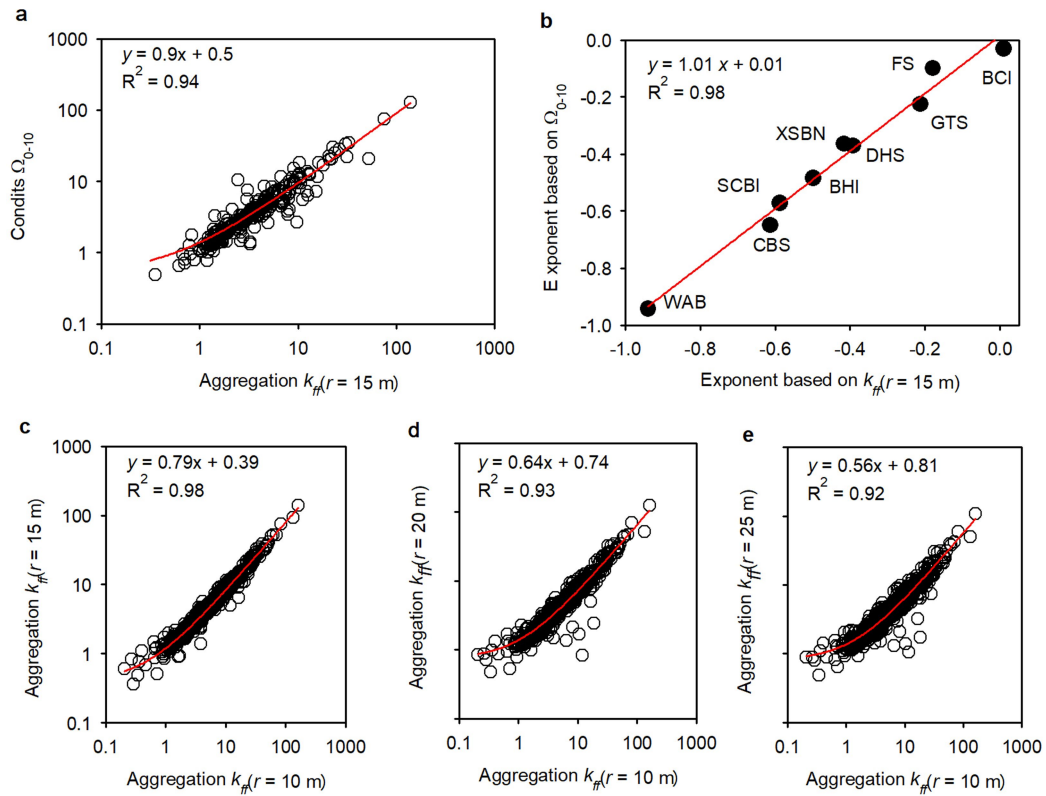 a
1000
100
10
1
0.1
Condits Ω0-10
y = 0.9x + 0.5
R2 = 0.94
0.1 1 10 100 1000
Aggregation kff(r = 15 m)
b
0.0
-0.2
-0.4
-0.6
-0.8
-1.0
E xponent based on Ω0-10
y = 1.01 x + 0.01
R2 = 0.98
FS
BCI
GTS
XSBN
DHS
SCBI
BHI
CBS
WAB
-1.0 -0.8 -0.6 -0.4 -0.2 0.0
Exponent based on kff(r = 15 m)
c
1000
100
10
1
0.1
Aggregation kff(r = 15 m)
y = 0.79x + 0.39
R2 = 0.98
0.1 1 10 100 1000
Aggregation kff(r = 10 m)
d
Aggregation kff(r = 20 m)
y = 0.64x + 0.74
R2 = 0.93
0.1 1 10 100 1000
Aggregation kff(r = 10 m)
e
Aggregation kff(r = 25 m)
y = 0.56x + 0.81
R2 = 0.92
0.1 1 10 100 1000
Aggregation kff(r = 10 m)